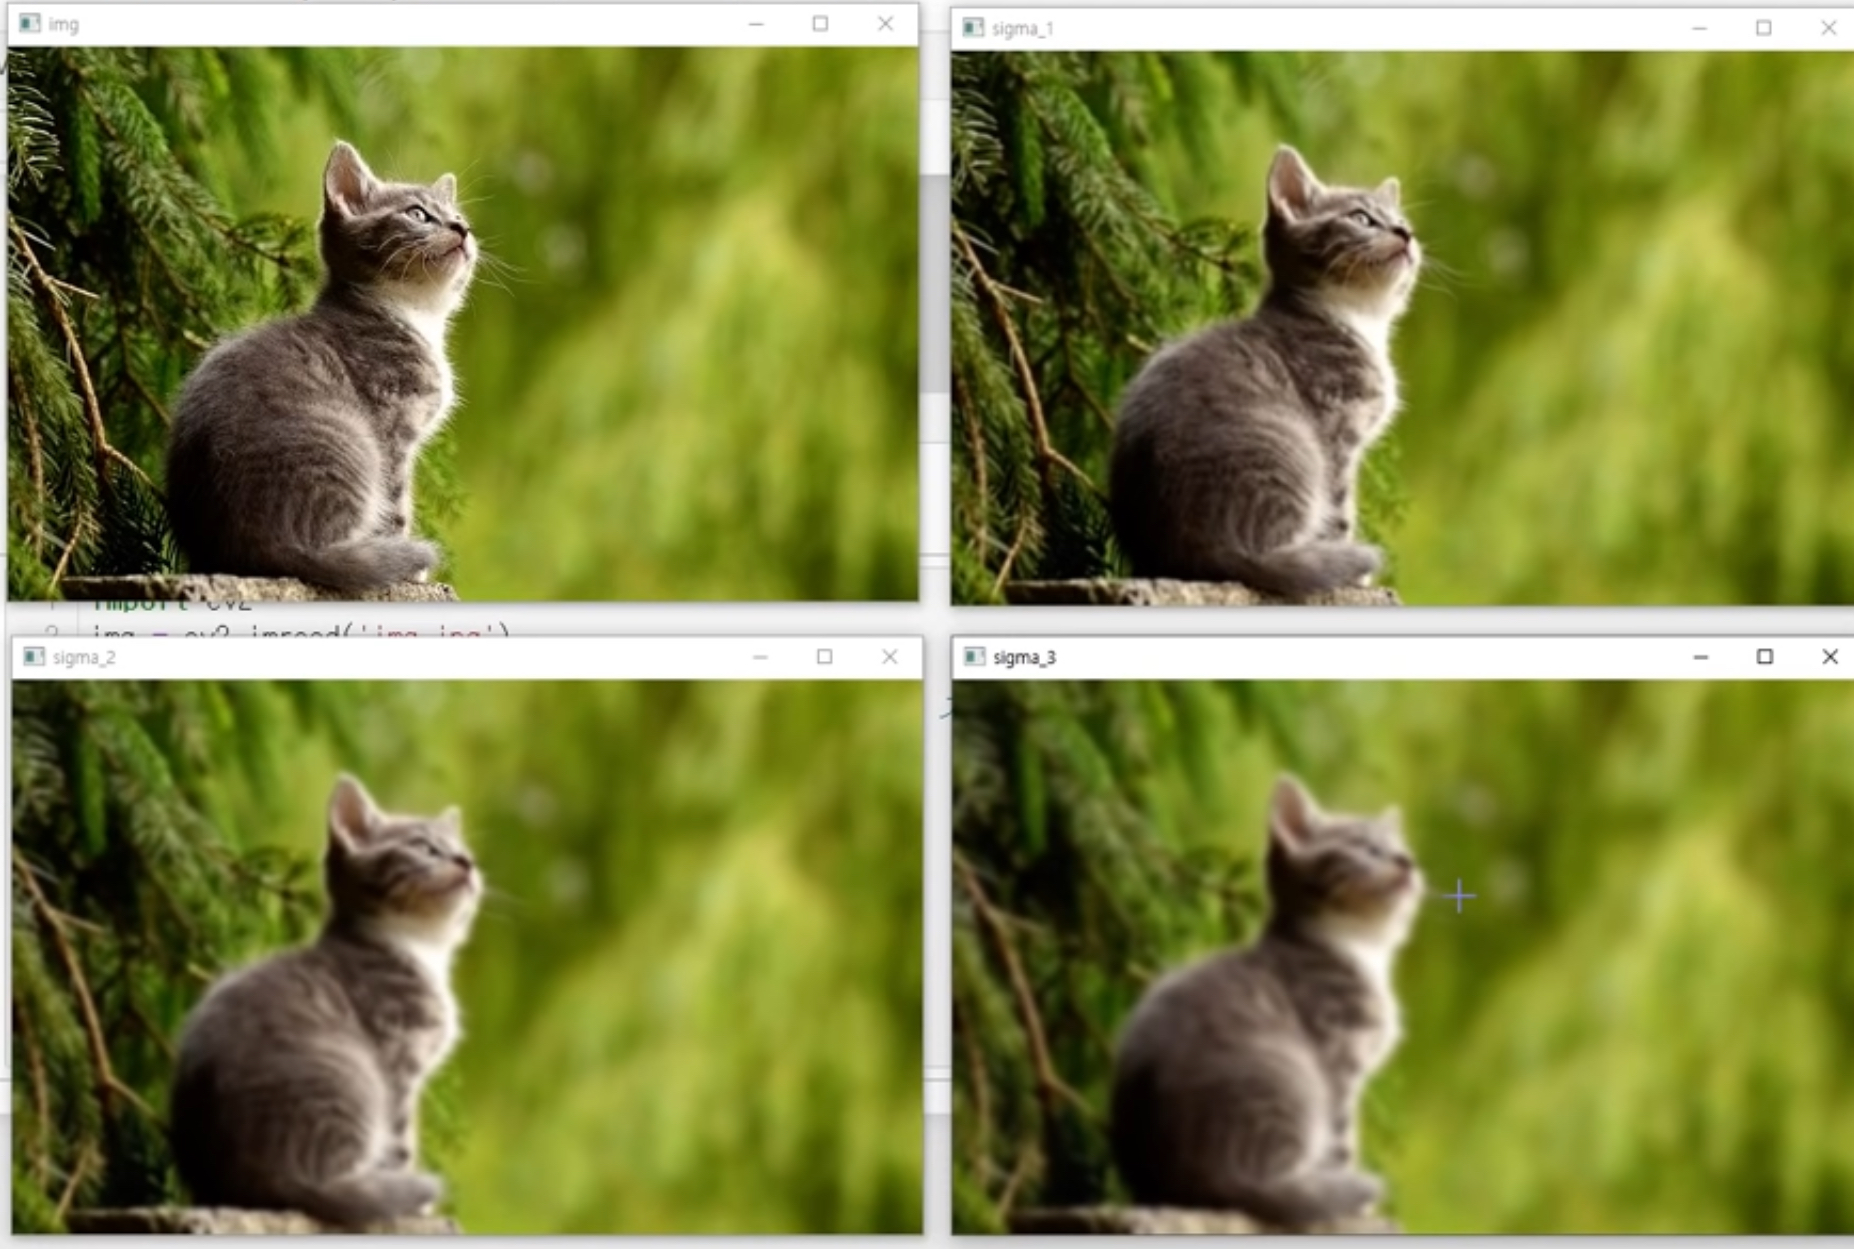 img
sigma_1
import cv2
img = cv2.imread('img.jpg')
sigma_2
sigma_3